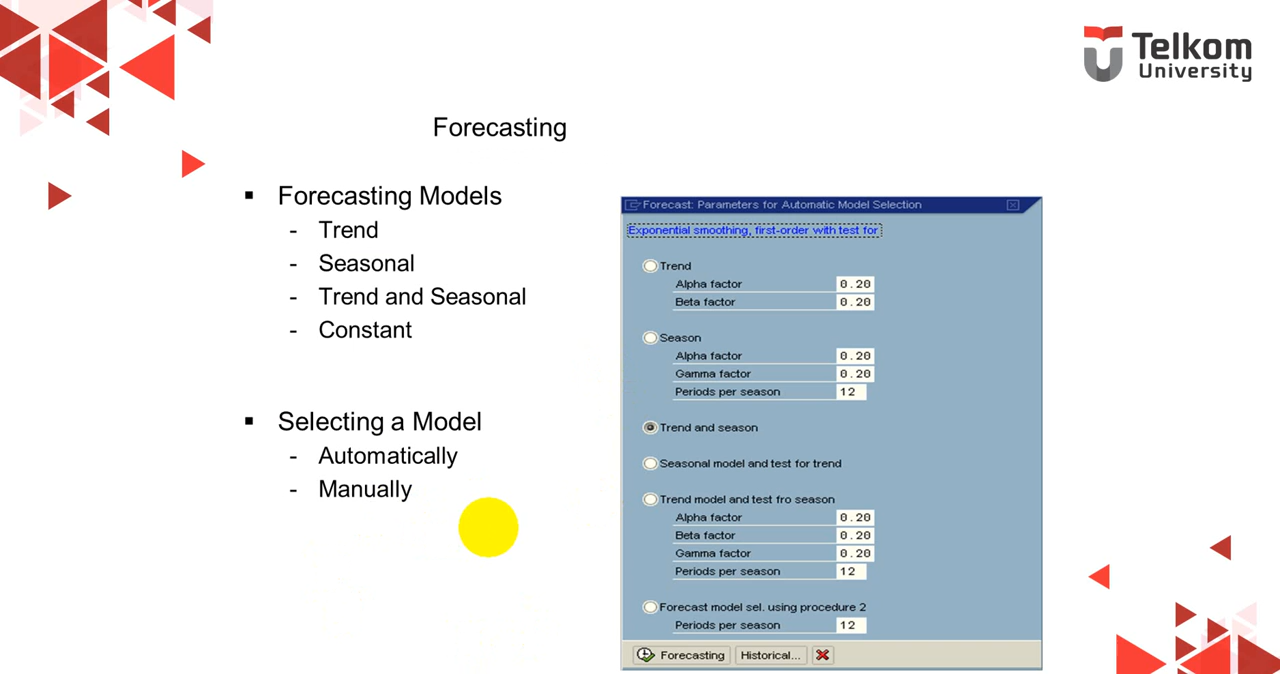 Telkom
University
Forecasting
▪ Forecasting Models
- Trend
- Seasonal
- Trend and Seasonal
- Constant
▪ Selecting a Model
- Automatically
- Manually
Forecast: Parameters for Automatic Model Selection
Exponential smoothing, first-order with test for
Trend
Alpha factor 0.20
Beta factor 0.20
Season
Alpha factor 0.20
Gamma factor 0.20
Periods per season 12
Trend and season
Seasonal model and test for trend
Trend model and test fro season
Alpha factor 0.20
Beta factor 0.20
Gamma factor 0.20
Periods per season 12
Forecast model sel. using procedure 2
Periods per season 12
Forecasting Historical...